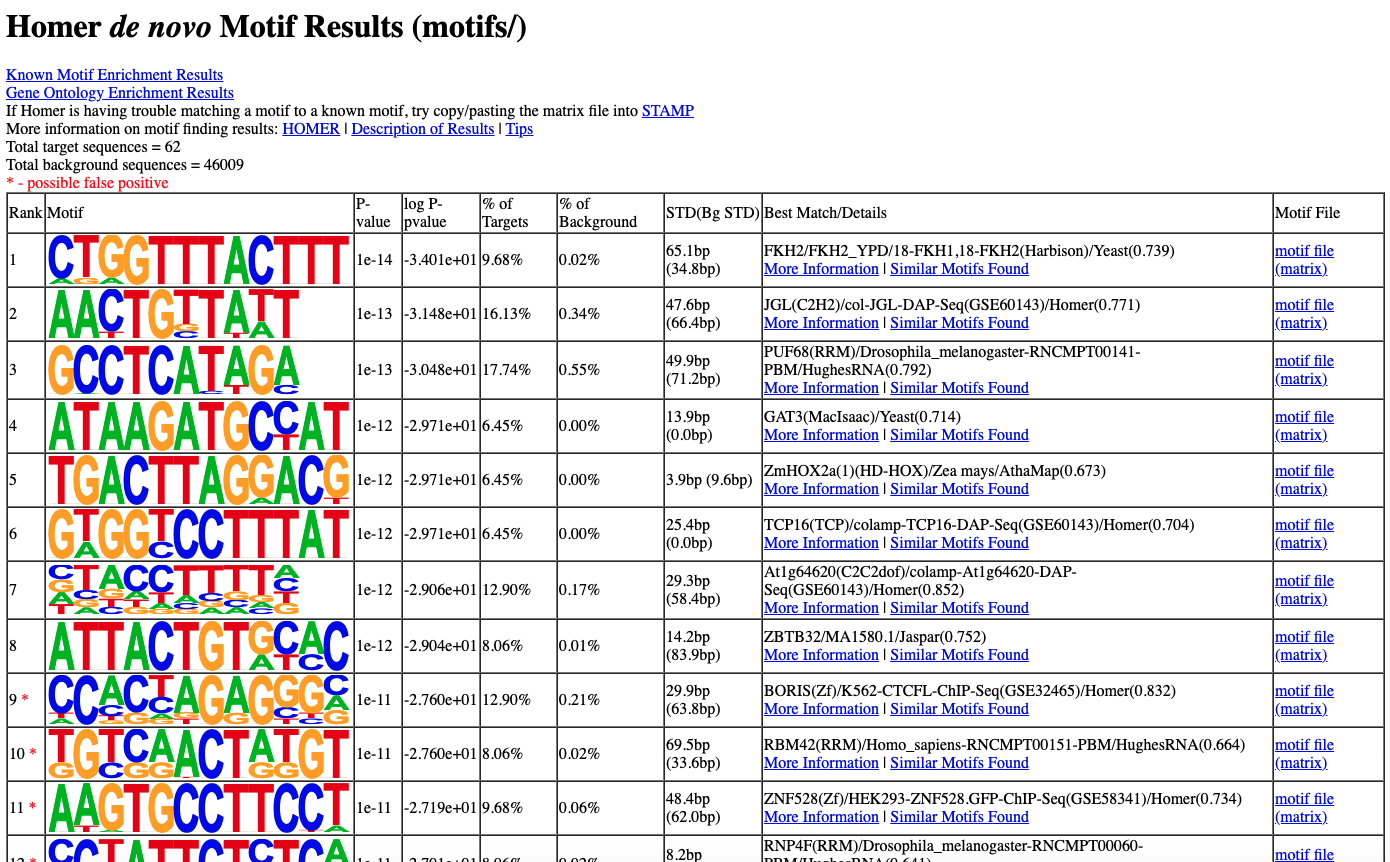 Homer de novo Motif Results (motifs/)
Known Motif Enrichment Results
Gene Ontology Enrichment Results
If Homer is having trouble matching a motif to a known motif, try copy/pasting the matrix file into STAMP
More information on motif finding results: HOMER | Description of Results | Tips
Total target sequences = 62
Total background sequences = 46009
* - possible false positive
Rank Motif P-value log P-pvalue % of Targets % of Background STD(Bg STD) Best Match/Details Motif File
1 CTGGTTTACTTT 1e-14 -3.401e+01 9.68% 0.02% 65.1bp (34.8bp) FKH2/FKH2_YPD/18-FKH1,18-FKH2(Harbison)/Yeast(0.739) motif file (matrix)
More Information | Similar Motifs Found
2 AACTGTTATT 1e-13 -3.148e+01 16.13% 0.34% 47.6bp (66.4bp) JGL(C2H2)/col-JGL-DAP-Seq(GSE60143)/Homer(0.771) motif file (matrix)
More Information | Similar Motifs Found
3 GCCTCATAGA 1e-13 -3.048e+01 17.74% 0.55% 49.9bp (71.2bp) PUF68(RRM)/Drosophila_melanogaster-RNCMPT00141-
PBM/HughesRNA(0.792) motif file (matrix)
More Information | Similar Motifs Found
4 ATAAGATGCCAT 1e-12 -2.971e+01 6.45% 0.00% 13.9bp (0.0bp) GAT3(MacIsaac)/Yeast(0.714) motif file (matrix)
More Information | Similar Motifs Found
5 TGACTTAGGACG 1e-12 -2.971e+01 6.45% 0.00% 3.9bp (9.6bp) ZmHOX2a(1)(HD-HOX)/Zea mays/AthaMap(0.673) motif file (matrix)
More Information | Similar Motifs Found
6 GTGGTCCTTTAT 1e-12 -2.971e+01 6.45% 0.00% 25.4bp (0.0bp) TCP16(TCP)/colamp-TCP16-DAP-Seq(GSE60143)/Homer(0.704) motif file (matrix)
More Information | Similar Motifs Found
7 CTACCTTTTA 1e-12 -2.906e+01 12.90% 0.17% 29.3bp (58.4bp) At1g64620(C2C2dof)/colamp-At1g64620-DAP-
Seq(GSE60143)/Homer(0.852) motif file (matrix)
More Information | Similar Motifs Found
8 ATTACTGTGCAC 1e-12 -2.904e+01 8.06% 0.01% 14.2bp (83.9bp) ZBTB32/MA1580.1/Jaspar(0.752) motif file (matrix)
More Information | Similar Motifs Found
9 * CCACTAGAGGGC 1e-11 -2.760e+01 12.90% 0.21% 29.9bp (63.8bp) BORIS(Zf)/K562-CTCFL-ChIP-Seq(GSE32465)/Homer(0.832) motif file (matrix)
More Information | Similar Motifs Found
10 * TGTCAACTATGT 1e-11 -2.760e+01 8.06% 0.02% 69.5bp (33.6bp) RBM42(RRM)/Homo_sapiens-RNCMPT00151-PBM/HughesRNA(0.664) motif file (matrix)
More Information | Similar Motifs Found
11 * AAGTGCCTTCCT 1e-11 -2.719e+01 9.68% 0.06% 48.4bp (62.0bp) ZNF528(Zf)/HEK293-ZNF528.GFP-ChIP-Seq(GSE58341)/Homer(0.734) motif file (matrix)
More Information | Similar Motifs Found
8.2bp RNP4F(RRM)/Drosophila_melanogaster-RNCMPT00060- motif file